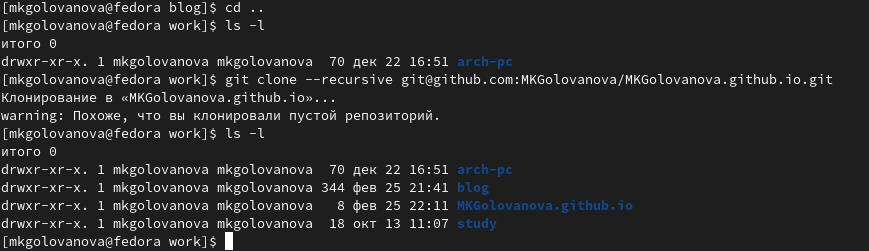 [mkgolovanova@fedora blog]$ cd ..
[mkgolovanova@fedora work]$ ls -l
итого 0
drwxr-xr-x. 1 mkgolovanova mkgolovanova  70 дек 22 16:51 arch-pc
[mkgolovanova@fedora work]$ git clone --recursive git@github.com:MKGolovanova/MKGolovanova.github.io.git
Клонирование в «MKGolovanova.github.io»...
warning: Похоже, что вы клонировали пустой репозиторий.
[mkgolovanova@fedora work]$ ls -l
итого 0
drwxr-xr-x. 1 mkgolovanova mkgolovanova  70 дек 22 16:51 arch-pc
drwxr-xr-x. 1 mkgolovanova mkgolovanova 344 фев 25 21:41 blog
drwxr-xr-x. 1 mkgolovanova mkgolovanova   8 фев 25 22:11 MKGolovanova.github.io
drwxr-xr-x. 1 mkgolovanova mkgolovanova  18 окт 13 11:07 study
[mkgolovanova@fedora work]$